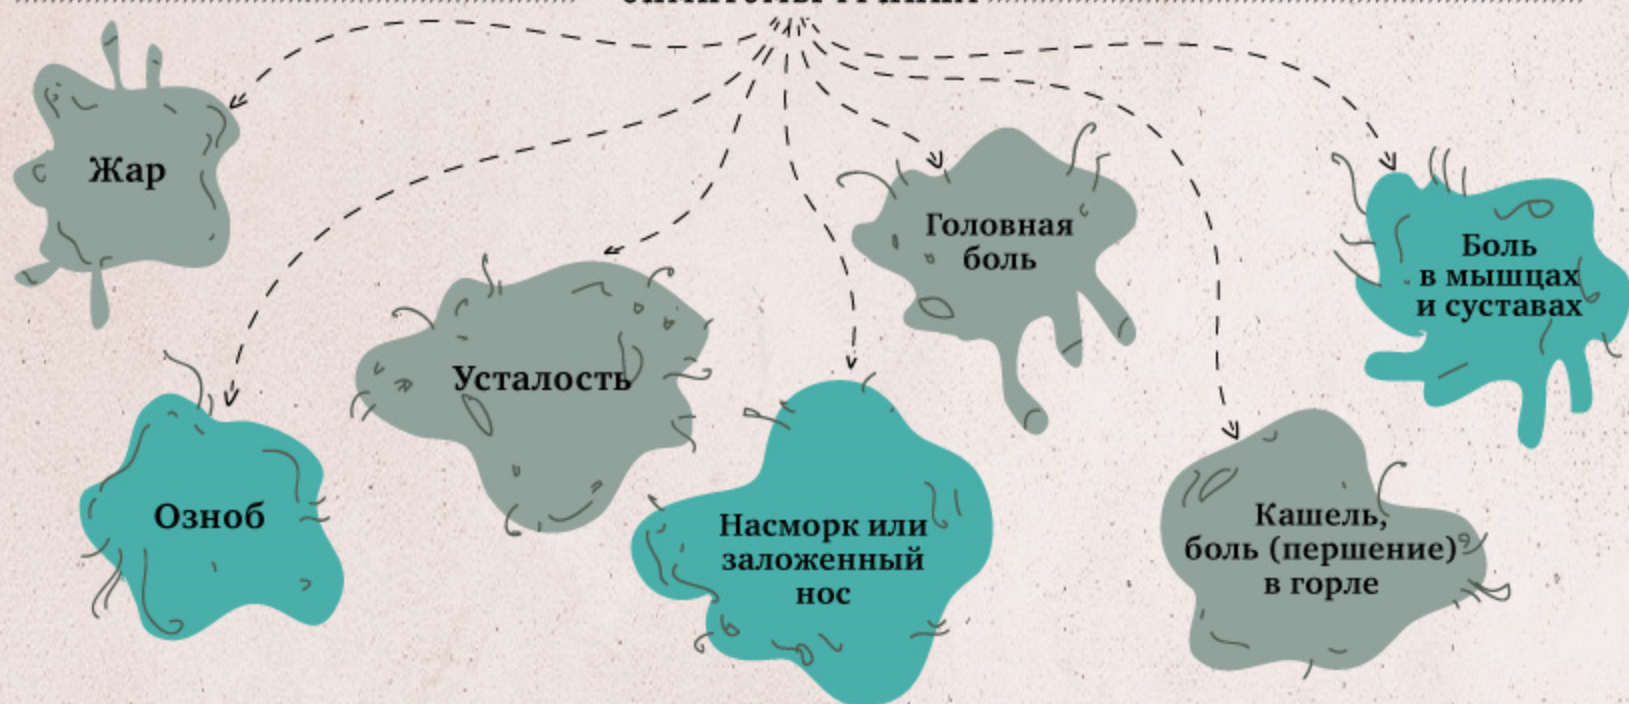 Жар
Головная
боль
Боль
в мышцах
и суставах
Усталость
Озноб
Насморк или
заложенный
нос
Кашель,
боль (першение)
в горле